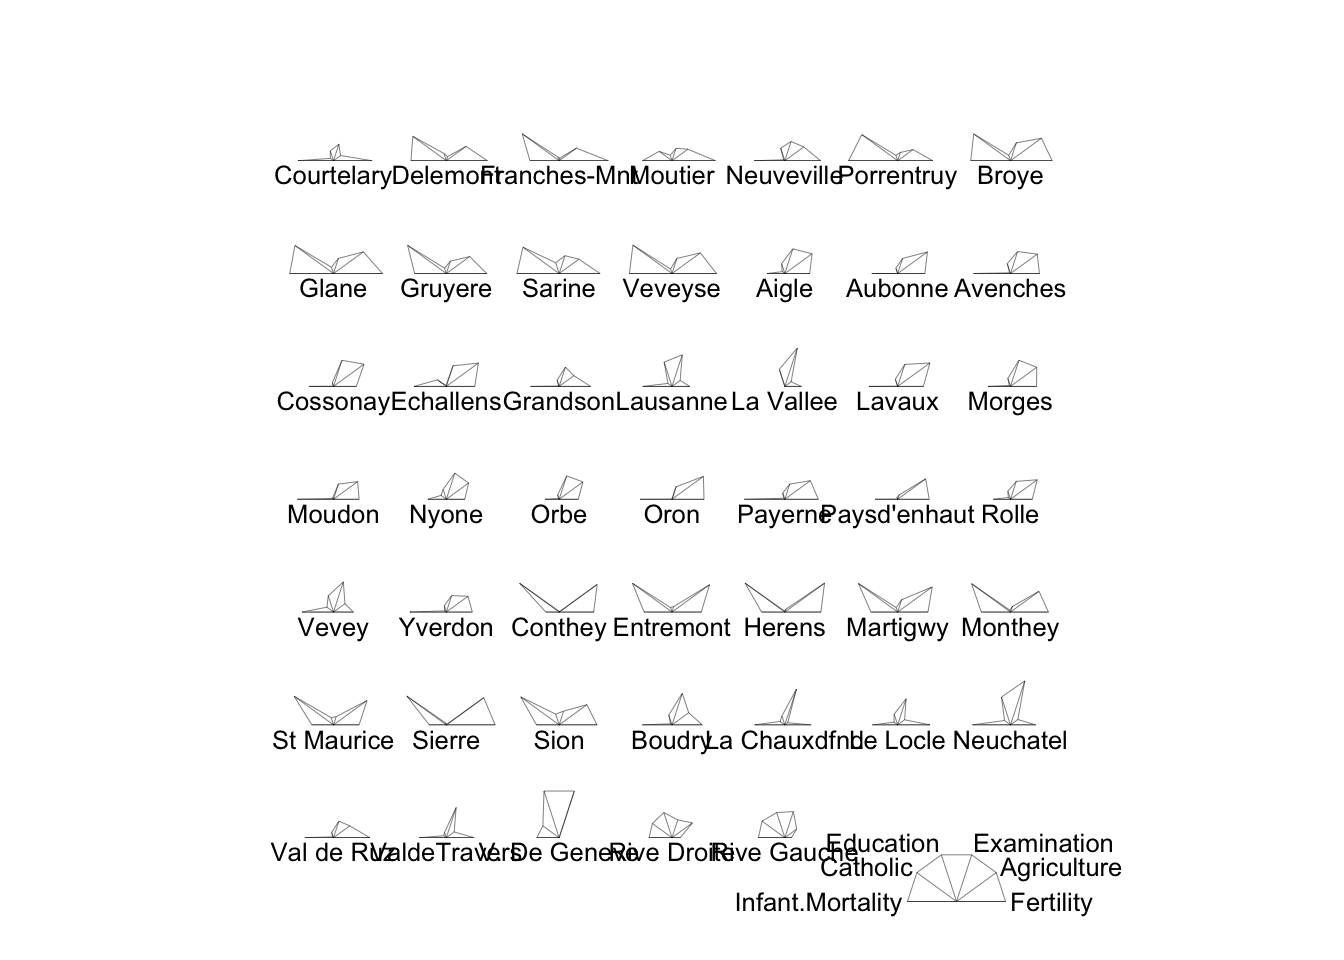 Courtelary Delemont Franches-Mnt Moutier Neuveville Porrentruy Broye
Glane Gruyere Sarine Veveyse Aigle Aubonne Avenches
Cossonay Echallens Grandson Lausanne La Vallee Lavaux Morges
Moudon Nyone Orbe Oron Payerne Paysd'enhaut Rolle
Vevey Yverdon Conthey Entremont Herens Martigwy Monthey
St Maurice Sierre Sion Boudry La Chauxdfnd Le Locle Neuchatel
Val de Ruz ValdeTravers V. De Geneve Rive Droite Rive Gauche
Education Examination
Catholic Agriculture
Infant.Mortality Fertility